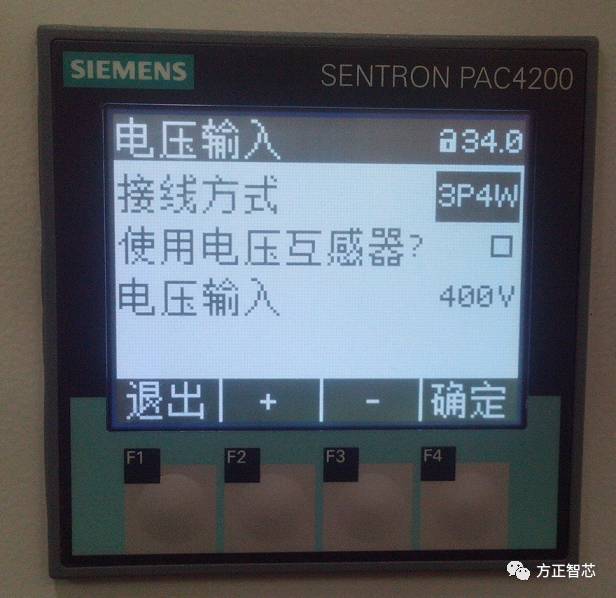 SIEMENS
SENTRON PAC4200
电压输入 34.0
接线方式 3P4W
使用电压互感器?
电压输入 400V
退出 + - 确定
F1 F2 F3 F4
方正智芯